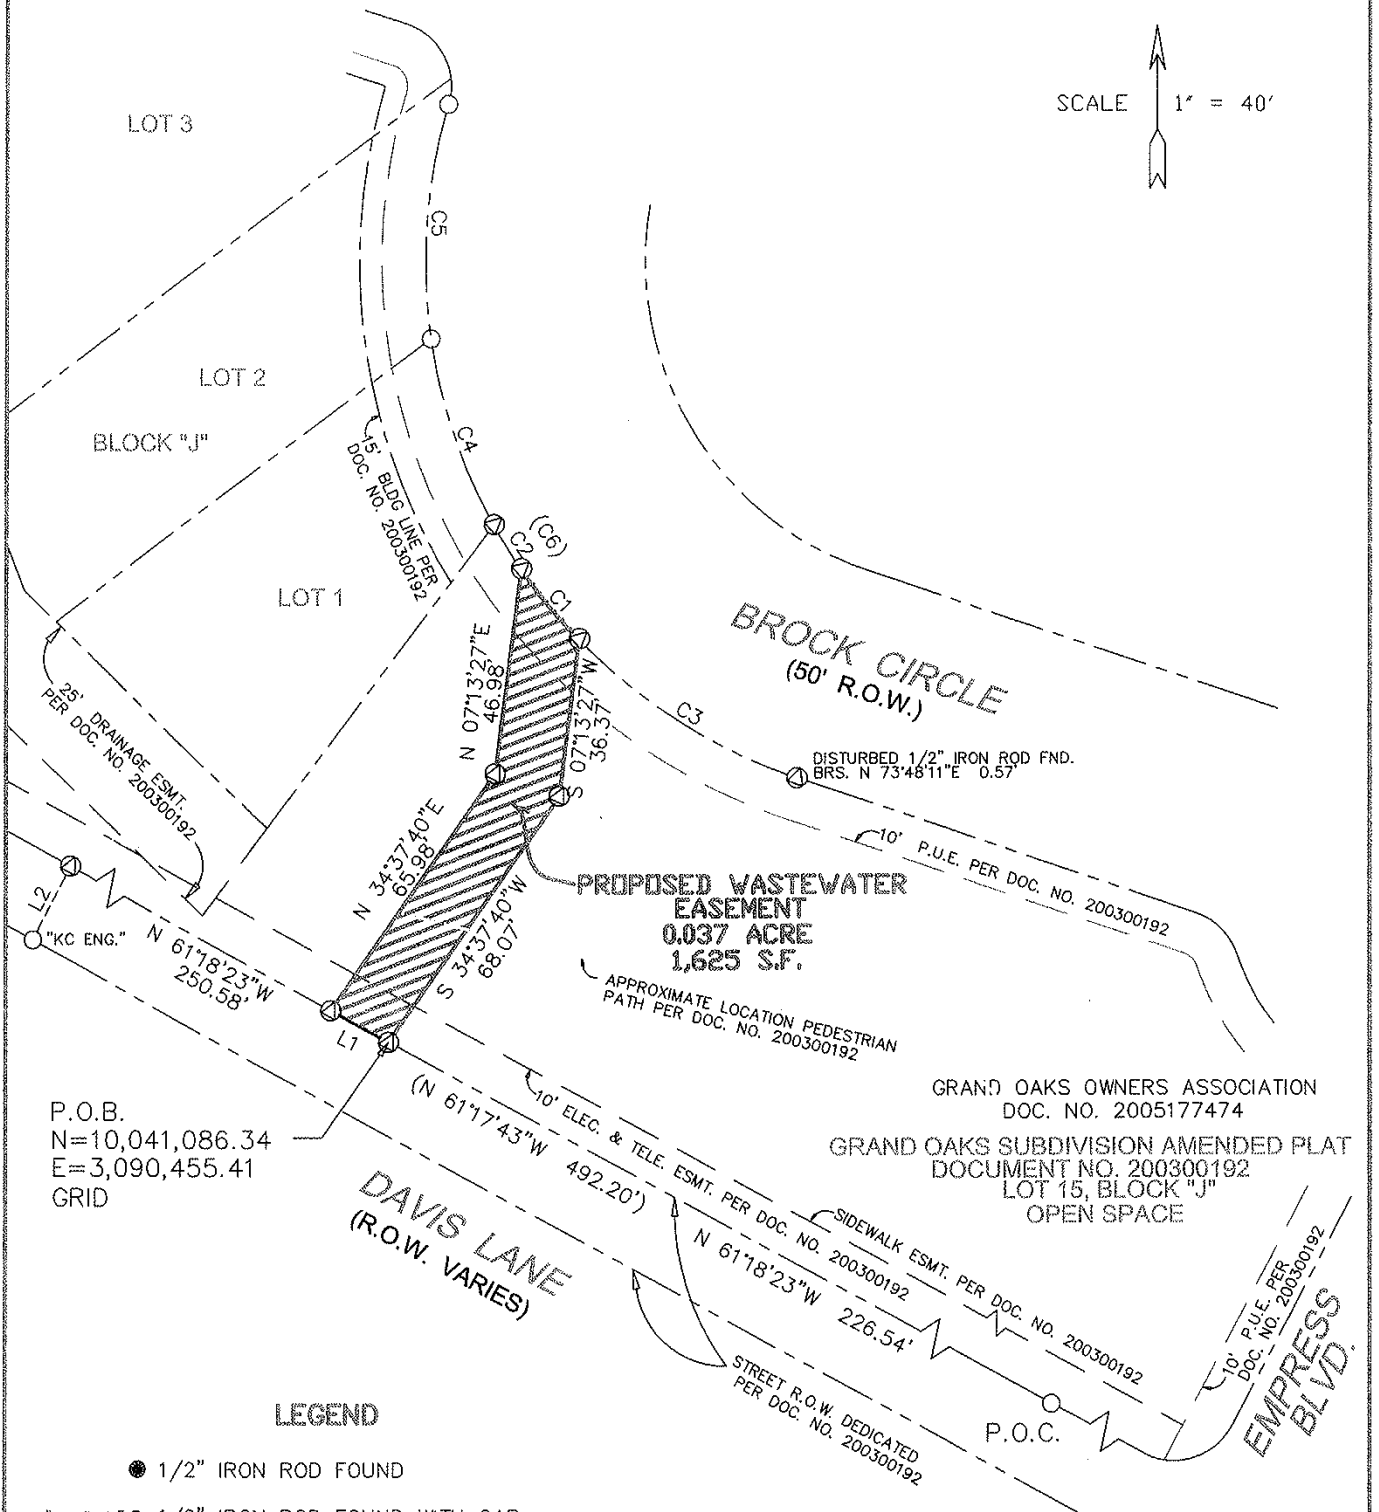 SCALE 1" = 40'
LOT 3
C5
LOT 2
BLOCK "J"
C4
15' BLDG LINE PER
DOC. NO. 200300192
(C6)
C2
C1
LOT 1
N 07°13'27"E
46.98'
S 07°13'27"W
36.37'
BROCK CIRCLE
(50' R.O.W.)
C3
25' DRAINAGE ESMT.
PER DOC. NO. 200300192
DISTURBED 1/2" IRON ROD FND.
BRS. N 73°48'11"E 0.57'
10' P.U.E. PER DOC. NO. 200300192
N 34°37'40"E
65.98'
S 34°37'40"W
68.07'
PROPOSED WASTEWATER
EASEMENT
0.037 ACRE
1,625 S.F.
L2
"KC ENG."
N 61°18'23"W
250.58'
APPROXIMATE LOCATION PEDESTRIAN
PATH PER DOC. NO. 200300192
L1
P.O.B.
N=10,041,086.34
E=3,090,455.41
GRID
(N 61°17'43"W 492.20')
10' ELEC. & TELE. ESMT. PER DOC. NO. 200300192
GRAND OAKS OWNERS ASSOCIATION
DOC. NO. 2005177474
GRAND OAKS SUBDIVISION AMENDED PLAT
DOCUMENT NO. 200300192
LOT 15, BLOCK "J"
OPEN SPACE
DAVIS LANE
(R.O.W. VARIES)
SIDEWALK ESMT. PER DOC. NO. 200300192
N 61°18'23"W 226.54'
10' P.U.E. PER
DOC. NO. 200300192
EMPRESS
BLVD.
STREET R.O.W. DEDICATED
PER DOC. NO. 200300192
P.O.C.
LEGEND
1/2" IRON ROD FOUND
1/2" IRON ROD FOUND WITH CAP